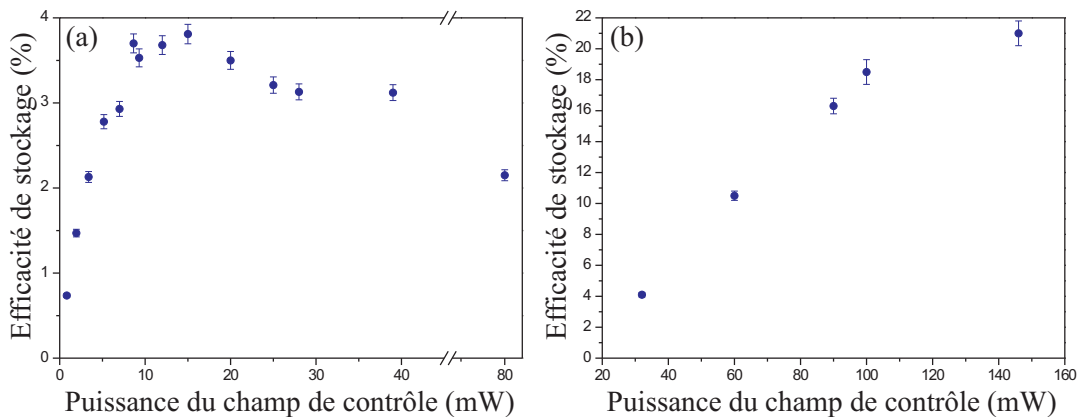 (a)
Efficacité de stockage (%)
4
3
2
1
0
0 10 20 30 40 80
Puissance du champ de contrôle (mW)
(b)
Efficacité de stockage (%)
22
20
18
16
14
12
10
8
6
4
2
0
20 40 60 80 100 120 140 160
Puissance du champ de contrôle (mW)